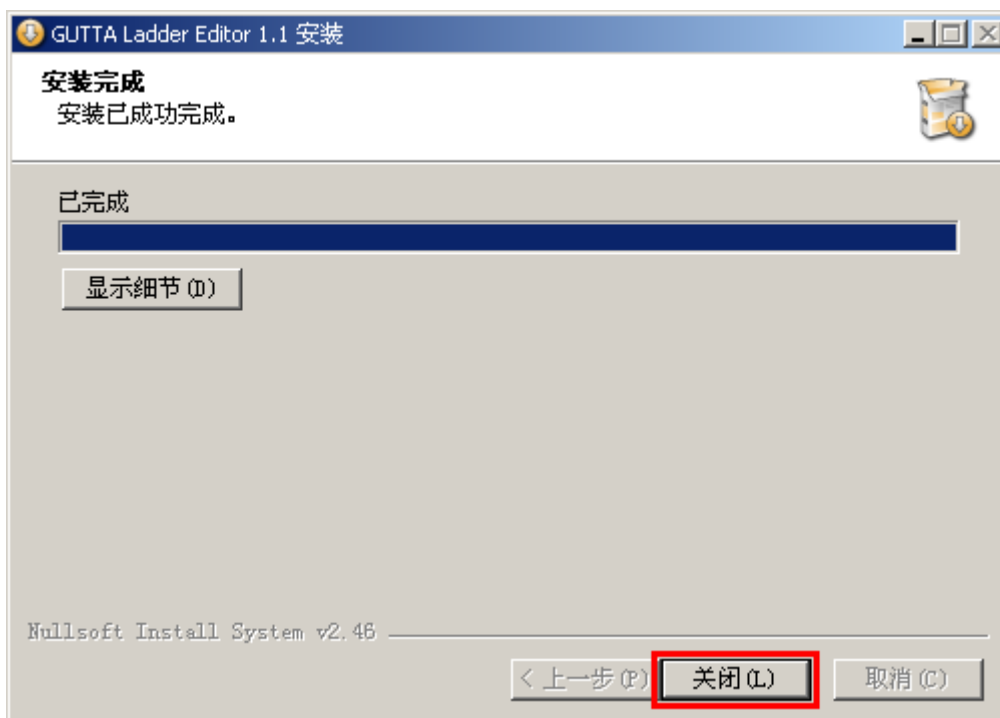 GUTTA Ladder Editor 1.1 安装
安装完成
安装已成功完成。
已完成
显示细节(D)
Nullsoft Install System v2.46
< 上一步(P)
关闭(L)
取消(C)